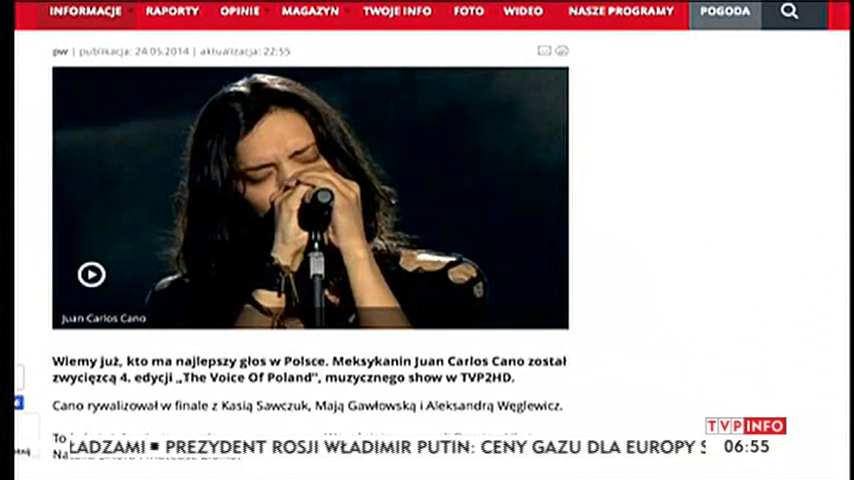 INFORMACJE RAPORTY OPINIE MAGAZYN TWOJE INFO FOTO WIDEO NASZE PROGRAMY POGODA
pw | publikacja: 24.05.2014 | aktualizacja: 22:55
Juan Carlos Cano
Wiemy już, kto ma najlepszy głos w Polsce. Meksykanin Juan Carlos Cano został
zwycięzcą 4. edycji „The Voice Of Poland", muzycznego show w TVP2HD.
Cano rywalizował w finale z Kasią Sawczuk, Mają Gawłowską i Aleksandrą Węglewicz.
To
TVP INFO
ŁADZAMI ▪ PREZYDENT ROSJI WŁADIMIR PUTIN: CENY GAZU DLA EUROPY S
06:55